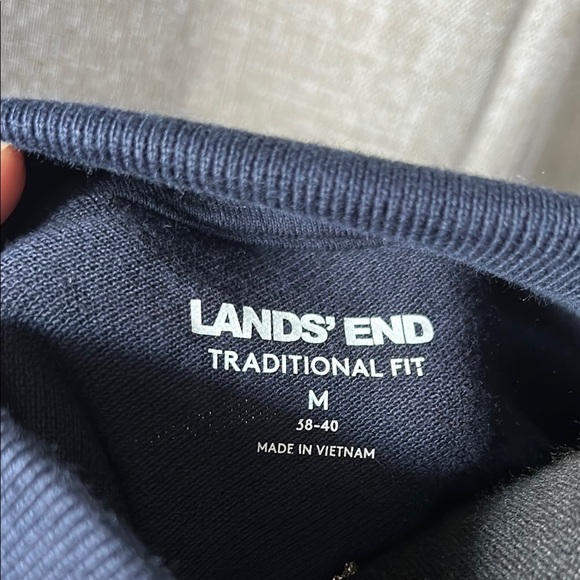 LANDS' END
TRADITIONAL FIT
M
38-40
MADE IN VIETNAM